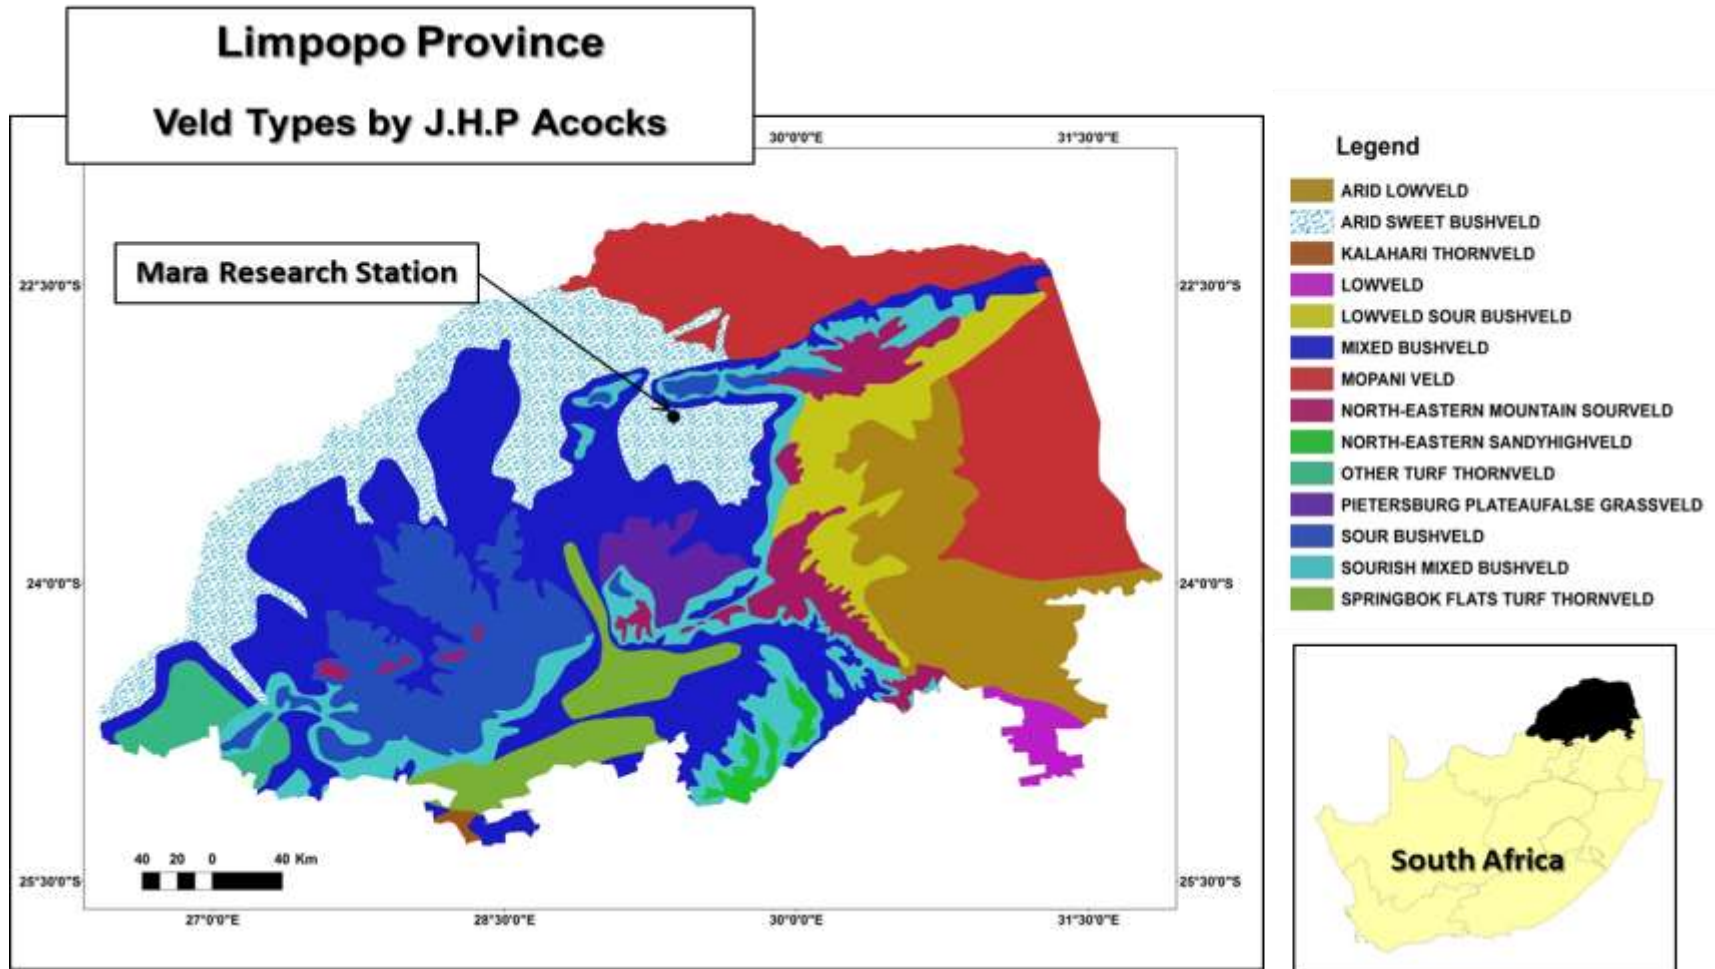 Limpopo Province
Veld Types by J.H.P Acocks
30°0'0"E
31°30'0"E
Mara Research Station
22°30'0"S
22°30'0"S
24°0'0"S
24°0'0"S
40 20 0 40 Km
25°30'0"S
25°30'0"S
27°0'0"E
28°30'0"E
30°0'0"E
31°30'0"E
Legend
ARID LOWVELD
ARID SWEET BUSHVELD
KALAHARI THORNVELD
LOWVELD
LOWVELD SOUR BUSHVELD
MIXED BUSHVELD
MOPANI VELD
NORTH-EASTERN MOUNTAIN SOURVELD
NORTH-EASTERN SANDYHIGHVELD
OTHER TURF THORNVELD
PIETERSBURG PLATEAUFALSE GRASSVELD
SOUR BUSHVELD
SOURISH MIXED BUSHVELD
SPRINGBOK FLATS TURF THORNVELD
South Africa